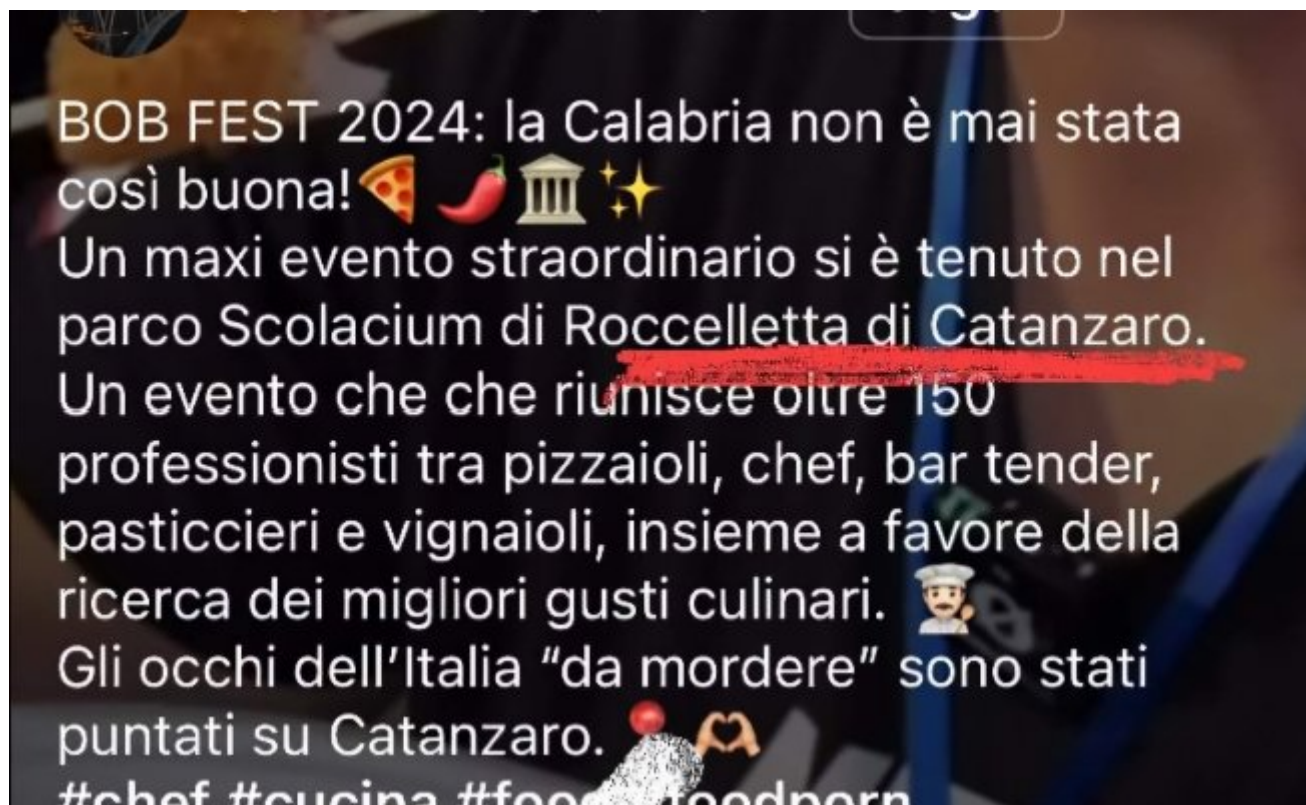 BOB FEST 2024: la Calabria non è mai stata
così buona!🍕🌶️🏛️✨
Un maxi evento straordinario si è tenuto nel
parco Scolacium di Roccelletta di Catanzaro.
Un evento che che riunisce oltre 150
professionisti tra pizzaioli, chef, bar tender,
pasticcieri e vignaioli, insieme a favore della
ricerca dei migliori gusti culinari. 👨🏻‍🍳
Gli occhi dell’Italia “da mordere” sono stati
puntati su Catanzaro. 📍🫶🏼
#chef #cucina #foodporn